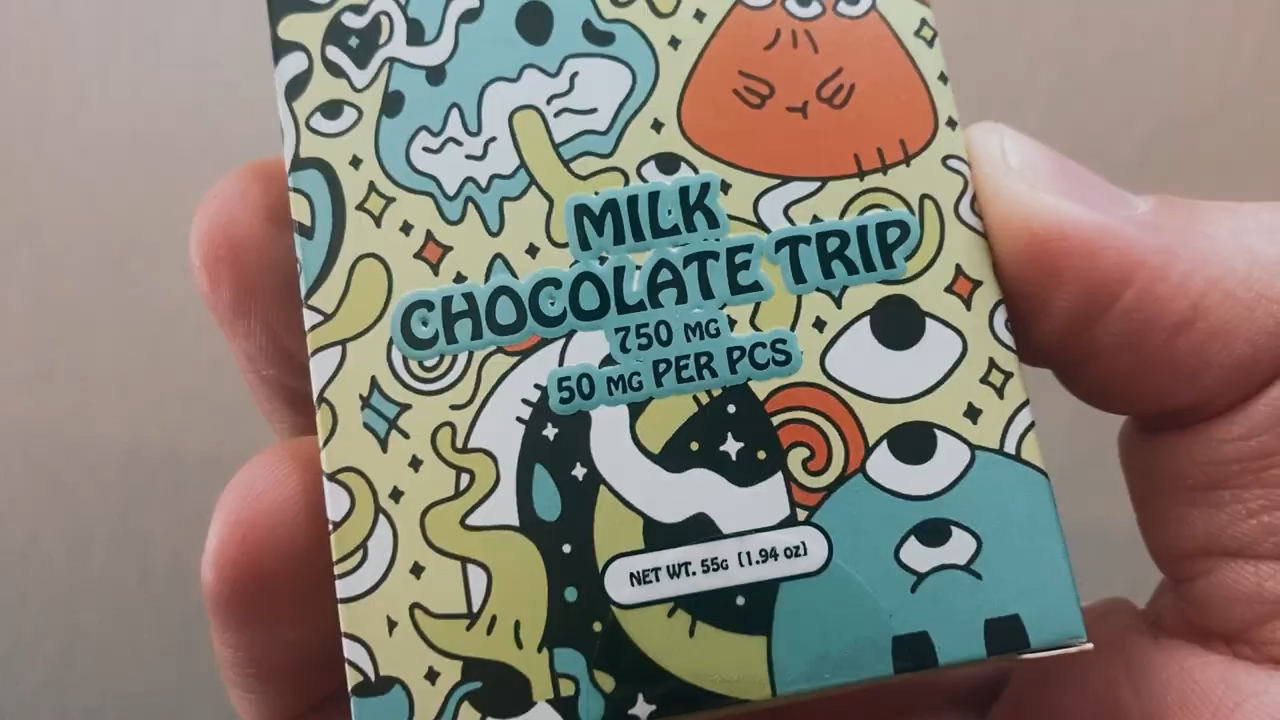 MILK
CHOCOLATE TRIP
750 MG
50 MG PER PCS
NET WT. 55G (1.94 oz)